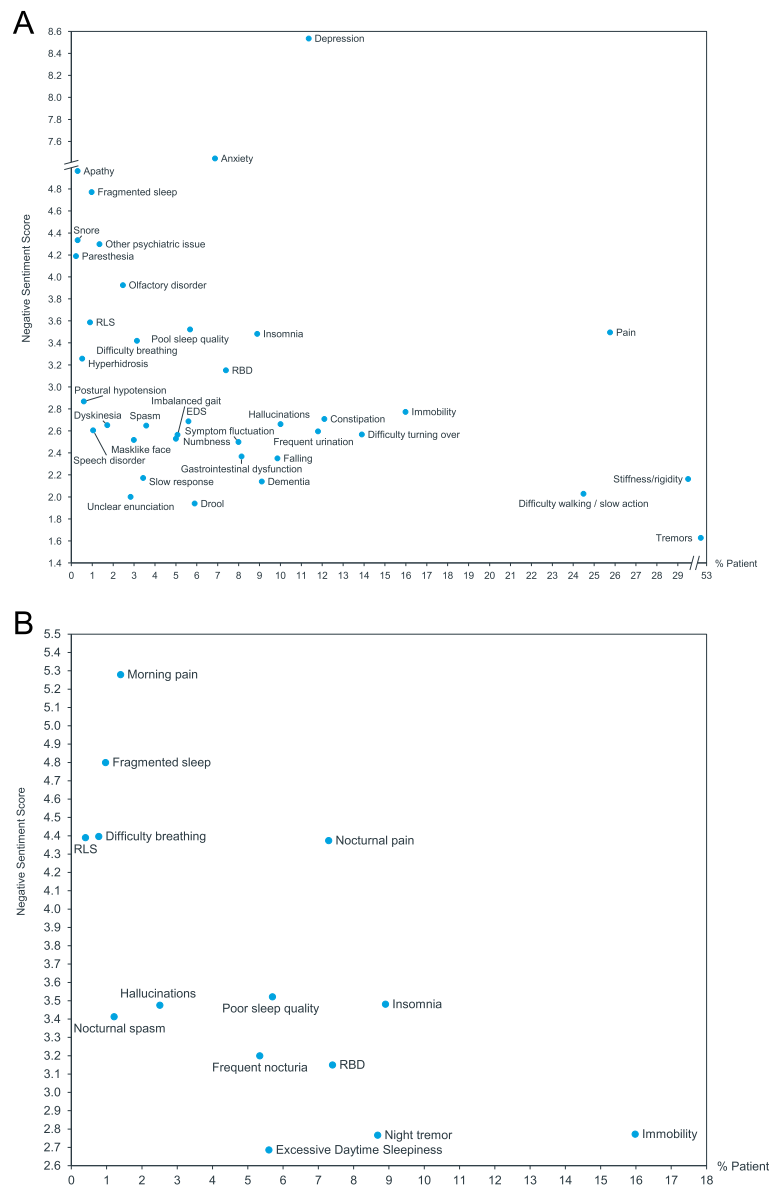 A
8.6
Depression
8.4
8.2
8.0
7.8
7.6
Anxiety
Apathy
4.8
Fragmented sleep
4.6
4.4
Snore
Other psychiatric issue
4.2
Paresthesia
4.0
Olfactory disorder
3.8
3.6
RLS
Pool sleep quality
Insomnia
Pain
3.4
Difficulty breathing
Hyperhidrosis
3.2
RBD
3.0
Postural hypotension
2.8
Imbalanced gait
Dyskinesia
Spasm
EDS
Hallucinations
Constipation
Immobility
2.6
Symptom fluctuation
Difficulty turning over
Masklike face
Numbness
Frequent urination
2.4
Speech disorder
Gastrointestinal dysfunction
Falling
2.2
Slow response
Dementia
Stiffness/rigidity
2.0
Unclear enunciation
Drool
Difficulty walking / slow action
1.8
1.6
Tremors
1.4
Negative Sentiment Score
% Patient
0 1 2 3 4 5 6 7 8 9 10 11 12 13 14 15 16 17 18 19 20 21 22 23 24 25 26 27 28 29 53
B
5.5
5.3
Morning pain
5.2
5.1
5.0
4.9
4.8
Fragmented sleep
4.7
4.6
4.5
4.4
Difficulty breathing
Nocturnal pain
RLS
4.3
4.2
4.1
4.0
3.9
3.8
3.7
3.6
Hallucinations
3.5
Poor sleep quality
Insomnia
3.4
Nocturnal spasm
3.3
3.2
Frequent nocturia
RBD
3.1
3.0
2.9
2.8
Night tremor
Immobility
2.7
Excessive Daytime Sleepiness
2.6
Negative Sentiment Score
% Patient
0 1 2 3 4 5 6 7 8 9 10 11 12 13 14 15 16 17 18